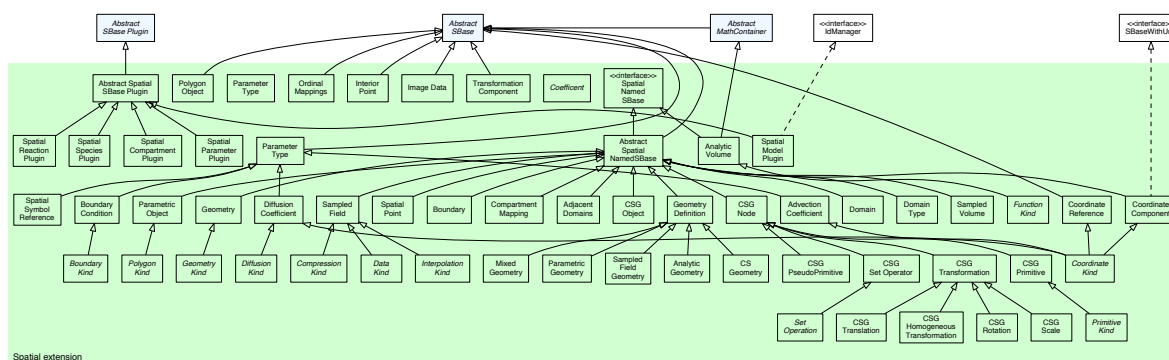 Abstract
SBase Plugin
Abstract
SBase
Abstract
MathContainer
<<interface>>
IdManager
<<interface>>
SBaseWithUn
Abstract Spatial
SBase Plugin
Polygon
Object
Parameter
Type
Ordinal
Mappings
Interior
Point
Image Data
Transformation
Component
Coefficent
<<interface>>
Spatial
Named
SBase
Spatial
Reaction
Plugin
Spatial
Species
Plugin
Spatial
Compartment
Plugin
Spatial
Parameter
Plugin
Parameter
Type
Abstract
Spatial
NamedSBase
Analytic
Volume
Spatial
Model
Plugin
Spatial
Symbol
Reference
Boundary
Condition
Parametric
Object
Geometry
Diffusion
Coefficient
Sampled
Field
Spatial
Point
Boundary
Compartment
Mapping
Adjacent
Domains
CSG
Object
Geometry
Definition
CSG
Node
Advection
Coefficient
Domain
Domain
Type
Sampled
Volume
Function
Kind
Coordinate
Reference
Coordinate
Component
Boundary
Kind
Polygon
Kind
Geometry
Kind
Diffusion
Kind
Compression
Kind
Data
Kind
Interpolation
Kind
Mixed
Geometry
Parametric
Geometry
Sampled
Field
Geometry
Analytic
Geometry
CS
Geometry
CSG
PseudoPrimitive
CSG
Set Operator
CSG
Transformation
CSG
Primitive
Coordinate
Kind
Set
Operation
CSG
Translation
CSG
Homogeneous
Transformation
CSG
Rotation
CSG
Scale
Primitive
Kind
Spatial extension